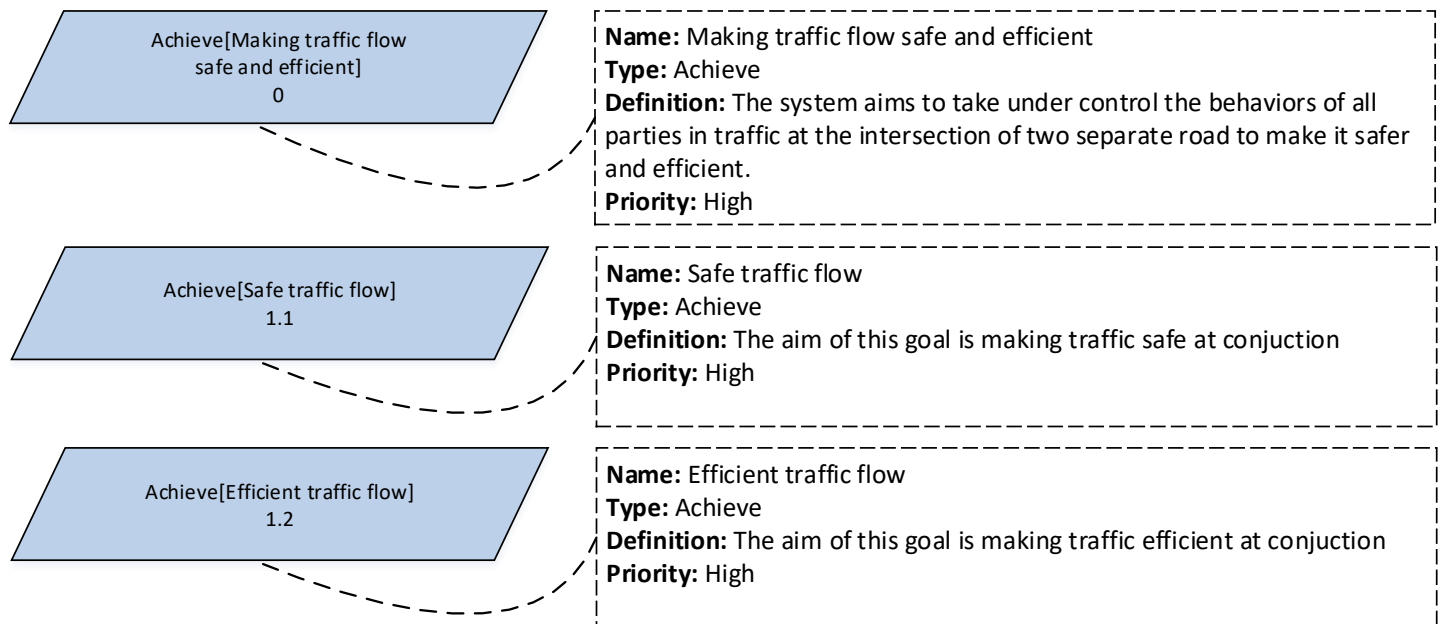 Achieve[Making traffic flow
safe and efficient]
0
Name: Making traffic flow safe and efficient
Type: Achieve
Definition: The system aims to take under control the behaviors of all
parties in traffic at the intersection of two separate road to make it safer
and efficient.
Priority: High
Achieve[Safe traffic flow]
1.1
Name: Safe traffic flow
Type: Achieve
Definition: The aim of this goal is making traffic safe at conjuction
Priority: High
Achieve[Efficient traffic flow]
1.2
Name: Efficient traffic flow
Type: Achieve
Definition: The aim of this goal is making traffic efficient at conjuction
Priority: High